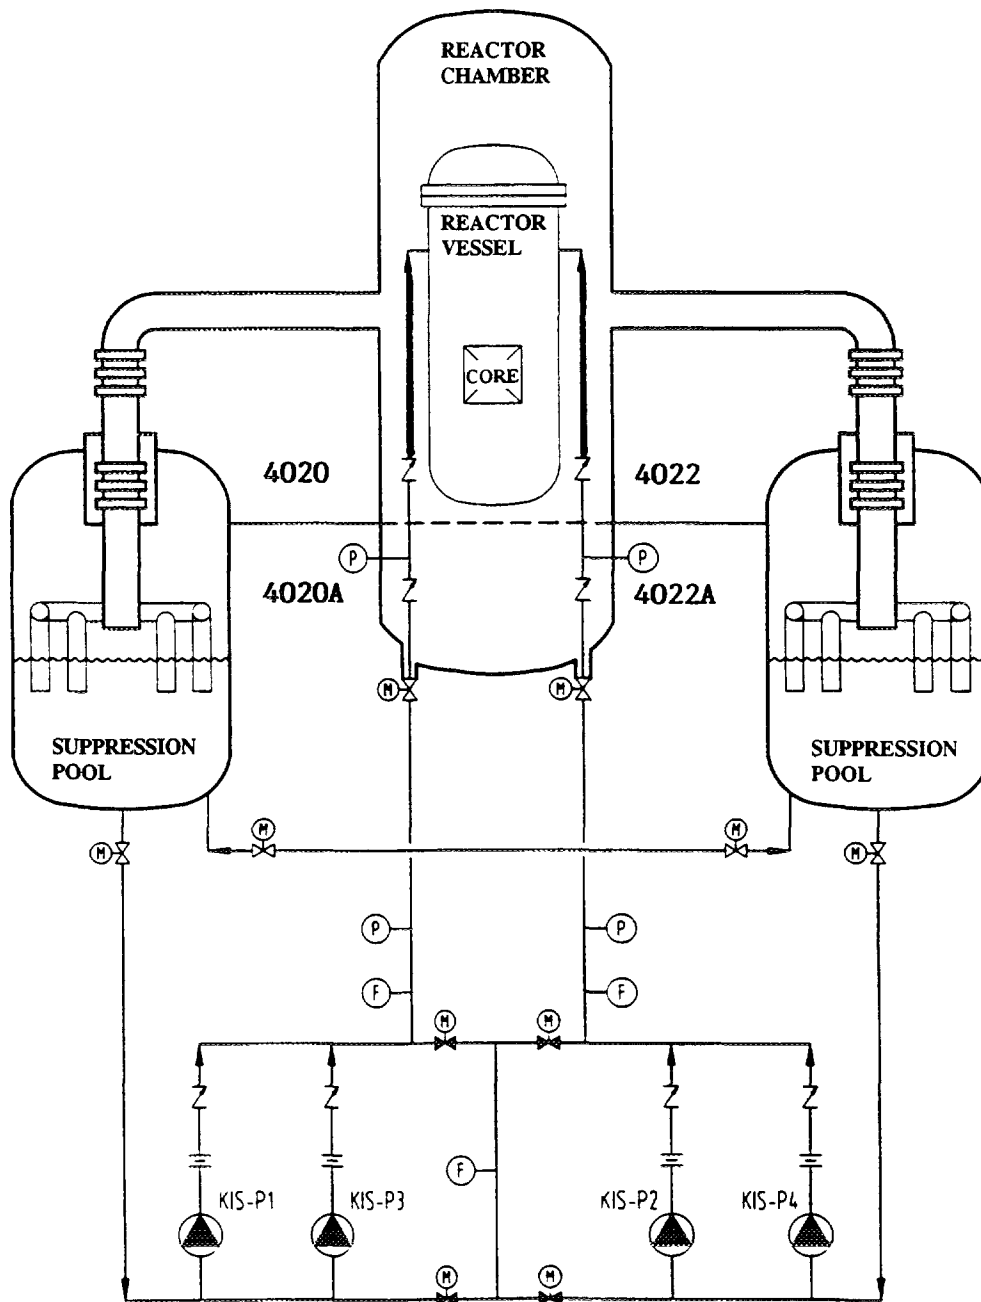 REACTOR
CHAMBER
REACTOR
VESSEL
CORE
4020
4022
P
P
4020A
4022A
M
M
SUPPRESSION
POOL
SUPPRESSION
POOL
M
M
M
M
P
P
F
F
M
M
F
KIS-P1
KIS-P3
KIS-P2
KIS-P4
M
M